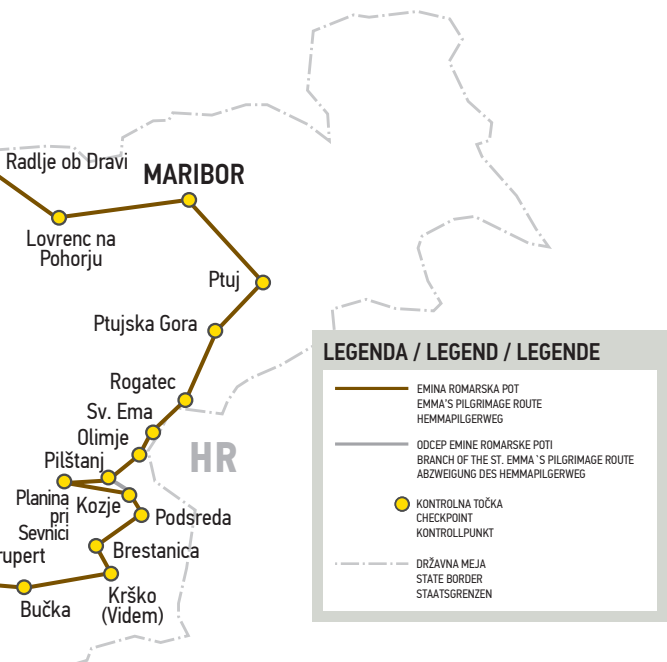 Radlje ob Dravi
MARIBOR
Lovrenc na
Pohorju
Ptuj
Ptujska Gora
Rogatec
Sv. Ema
Olimje
Pilštanj
HR
Planina
pri
Sevnici
Kozje
Podsreda
rupert
Brestanica
Bučka
Krško
(Videm)
LEGENDA / LEGEND / LEGENDE
EMINA ROMARSKA POT
EMMA'S PILGRIMAGE ROUTE
HEMMAPILGERWEG
ODCEP EMINE ROMARSKE POTI
BRANCH OF THE ST. EMMA`S PILGRIMAGE ROUTE
ABZWEIGUNG DES HEMMAPILGERWEG
KONTROLNA TOČKA
CHECKPOINT
KONTROLLPUNKT
DRŽAVNA MEJA
STATE BORDER
STAATSGRENZEN